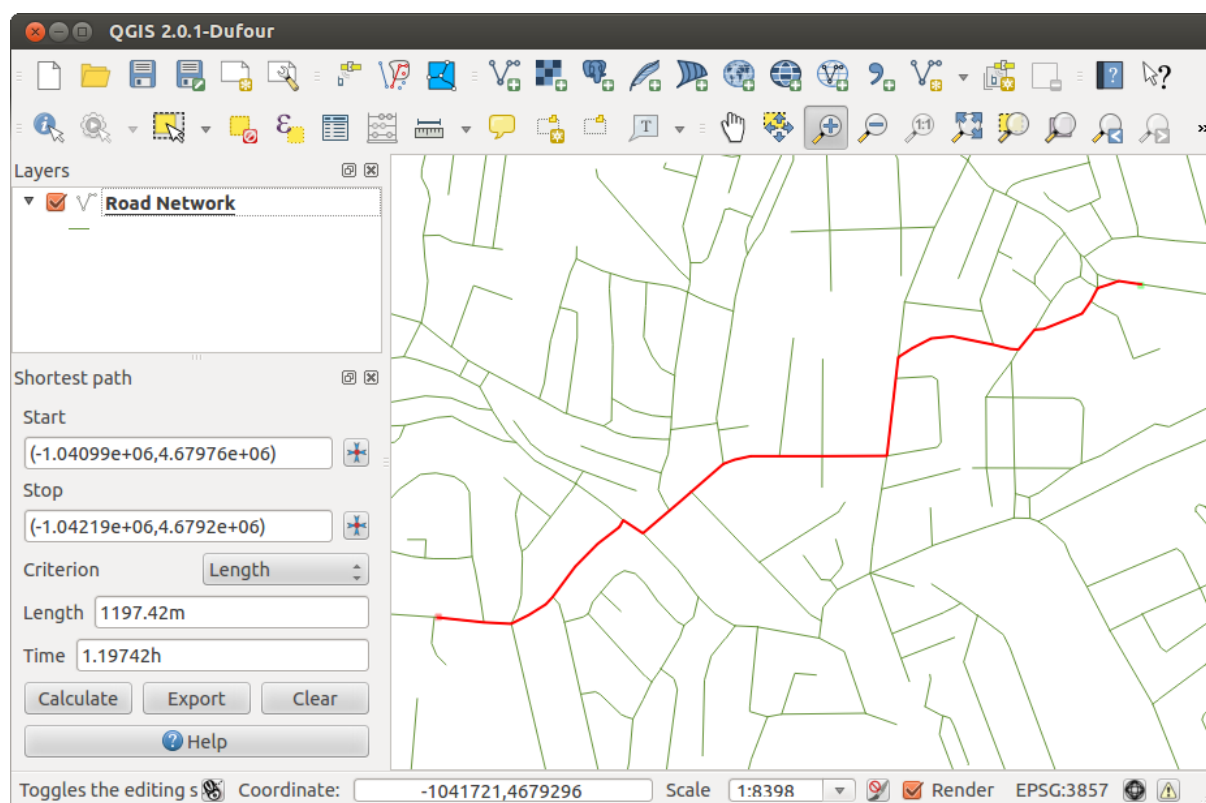 QGIS 2.0.1-Dufour
Layers
Road Network
Shortest path
Start
(-1.04099e+06,4.67976e+06)
Stop
(-1.04219e+06,4.6792e+06)
Criterion Length
Length 1197.42m
Time 1.19742h
Calculate Export Clear
Help
Toggles the editing s Coordinate: -1041721,4679296 Scale 1:8398 Render EPSG:3857